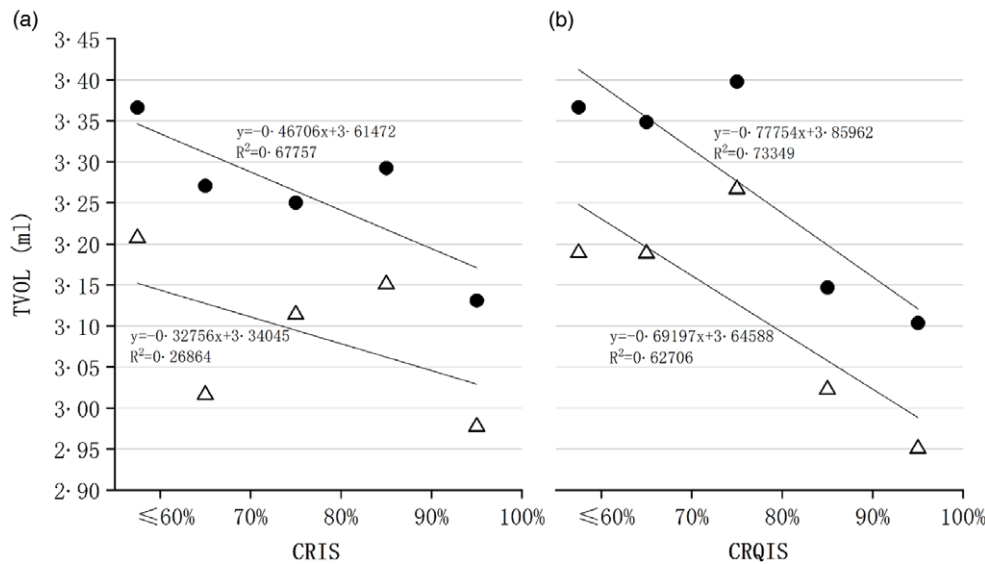 (a)
(b)
3·45
3·40
3·35
3·30
3·25
3·20
3·15
3·10
3·05
3·00
2·95
2·90
TVOL (ml)
y=-0·46706x+3·61472
R²=0·67757
y=-0·32756x+3·34045
R²=0·26864
≤60%
70%
80%
90%
100%
CRIS
y=-0·77754x+3·85962
R²=0·73349
y=-0·69197x+3·64588
R²=0·62706
≤60%
70%
80%
90%
100%
CRQIS